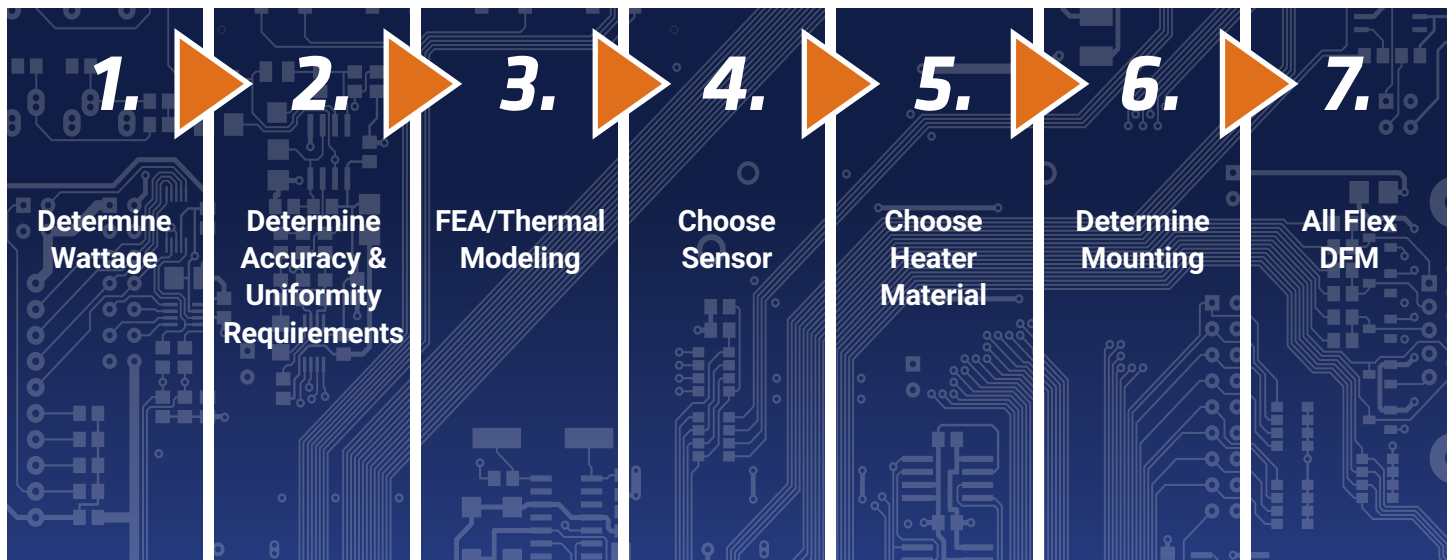 1.
Determine
Wattage
2.
Determine
Accuracy &
Uniformity
Requirements
3.
FEA/Thermal
Modeling
4.
Choose
Sensor
5.
Choose
Heater
Material
6.
Determine
Mounting
7.
All Flex
DFM